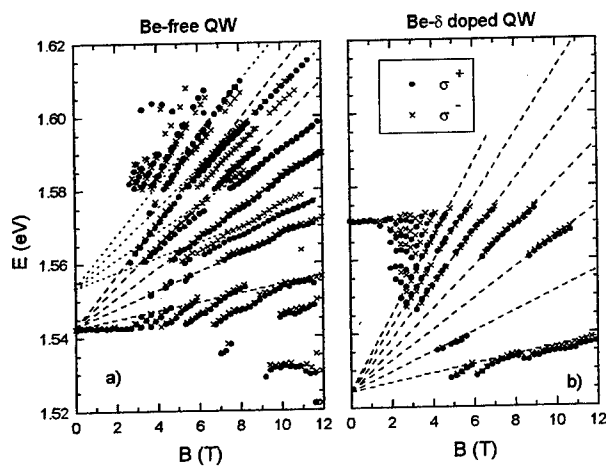 Be-free QW
Be-δ doped QW
1.62
1.60
1.58
1.56
1.54
1.52
E (eV)
σ+
σ-
a)
b)
0 2 4 6 8 10 12
0 2 4 6 8 10 12
B (T)
B (T)